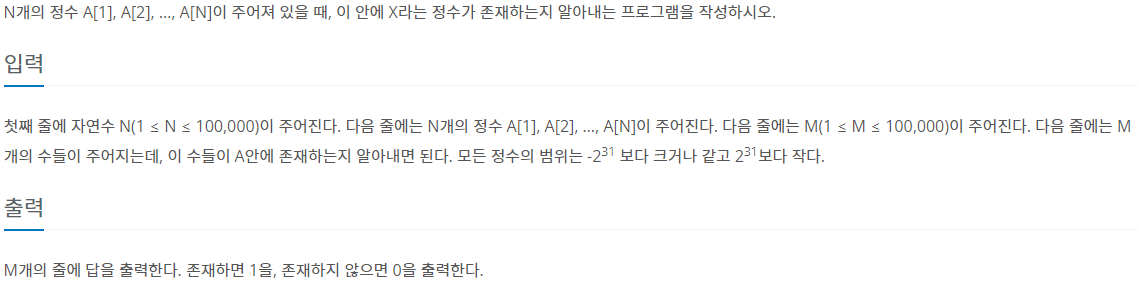 N개의 정수 A[1], A[2], ..., A[N]이 주어져 있을 때, 이 안에 X라는 정수가 존재하는지 알아내는 프로그램을 작성하시오.
입력
첫째 줄에 자연수 N(1 ≤ N ≤ 100,000)이 주어진다. 다음 줄에는 N개의 정수 A[1], A[2], ..., A[N]이 주어진다. 다음 줄에는 M(1 ≤ M ≤ 100,000)이 주어진다. 다음 줄에는 M
개의 수들이 주어지는데, 이 수들이 A안에 존재하는지 알아내면 된다. 모든 정수의 범위는 -2³¹ 보다 크거나 같고 2³¹보다 작다.
출력
M개의 줄에 답을 출력한다. 존재하면 1을, 존재하지 않으면 0을 출력한다.